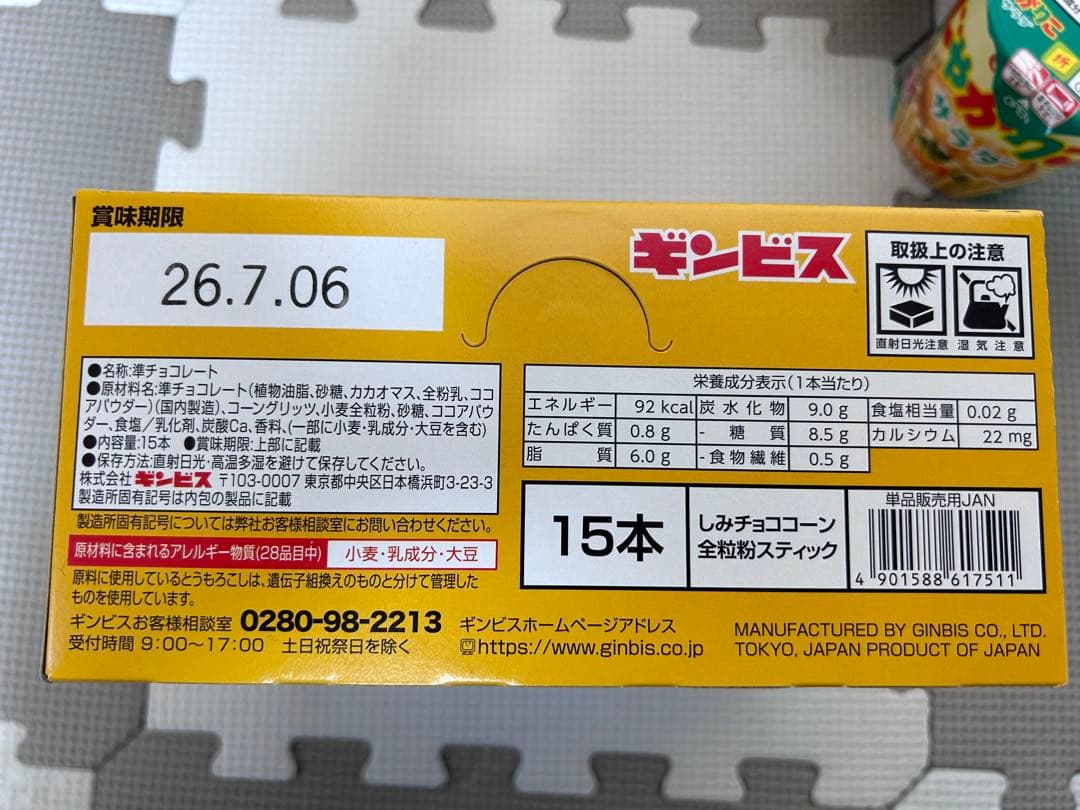 賞味期限
26.7.06
ギンビス
取扱上の注意
直射日光注意 湿気注意
●名称:準チョコレート
●原材料名:準チョコレート(植物油脂、砂糖、カカオマス、全粉乳、ココ
アパウダー)(国内製造)、コーングリッツ、小麦全粒粉、砂糖、ココアパウ
ダー、食塩/乳化剤、炭酸Ca、香料、(一部に小麦・乳成分・大豆を含む)
●内容量:15本 ●賞味期限:上部に記載
●保存方法:直射日光・高温多湿を避けて保存してください。
株式会社 ギンビス 〒103-0007 東京都中央区日本橋浜町3-23-3
製造所固有記号は内包の製品に記載
製造所固有記号については弊社お客様相談室にお問い合わせください。
原材料に含まれるアレルギー物質(28品目中) 小麦・乳成分・大豆
原料に使用しているとうもろこしは、遺伝子組換えのものと分けて管理した
ものを使用しています。
ギンビスお客様相談室 0280-98-2213
受付時間 9:00〜17:00 土日祝祭日を除く
栄養成分表示(1本当たり)
エネルギー 92 kcal 炭水化物 9.0 g 食塩相当量 0.02 g
たんぱく質 0.8 g - 糖質 8.5 g カルシウム 22 mg
脂質 6.0 g -食物繊維 0.5 g
15本
しみチョココーン
全粒粉スティック
単品販売用JAN
4 901588 617511
ギンビスホームページアドレス
https://www.ginbis.co.jp
MANUFACTURED BY GINBIS CO., LTD.
TOKYO, JAPAN PRODUCT OF JAPAN
がりこ
サラダ
折
サラダ